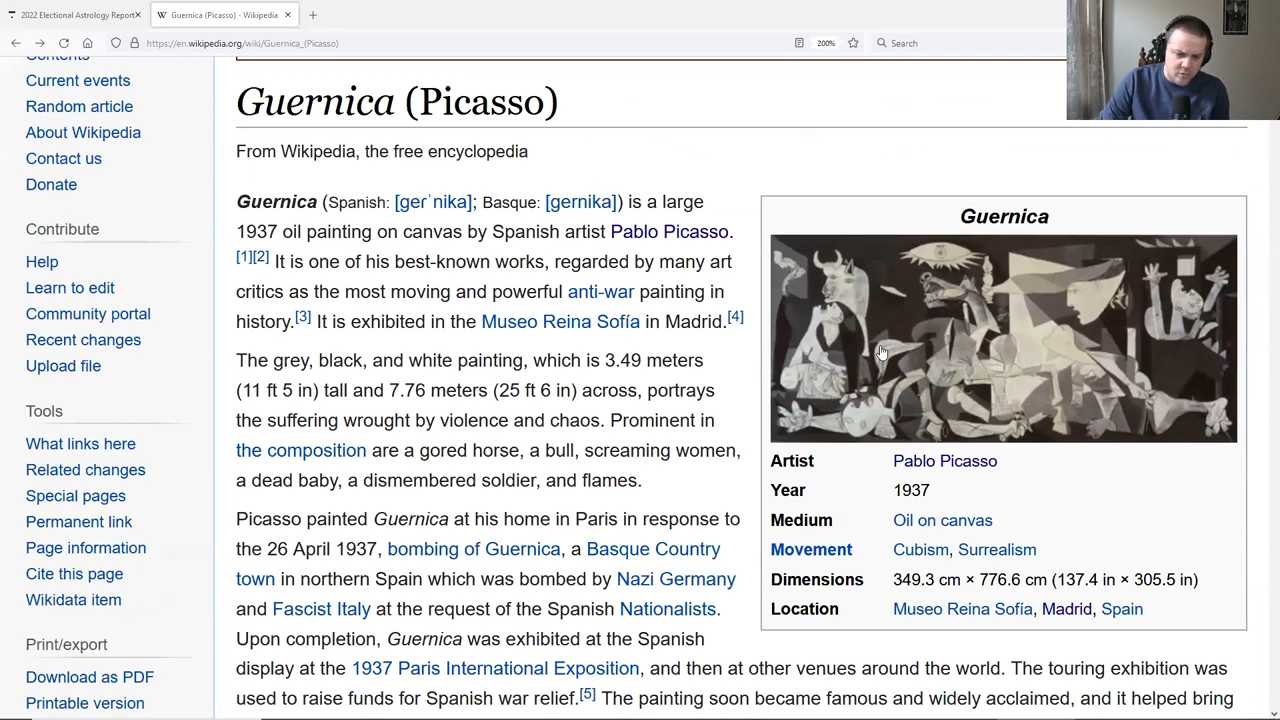 2022 Electional Astrology Report
Guernica (Picasso) - Wikipedia
https://en.wikipedia.org/wiki/Guernica_(Picasso)
200%
Search
Contents
Current events
Random article
About Wikipedia
Contact us
Donate
Contribute
Help
Learn to edit
Community portal
Recent changes
Upload file
Tools
What links here
Related changes
Special pages
Permanent link
Page information
Cite this page
Wikidata item
Print/export
Download as PDF
Printable version
Guernica (Picasso)
From Wikipedia, the free encyclopedia
Guernica (Spanish: [ɡeɾˈnika]; Basque: [ɡernika]) is a large
1937 oil painting on canvas by Spanish artist Pablo Picasso.
[1][2] It is one of his best-known works, regarded by many art
critics as the most moving and powerful anti-war painting in
history.[3] It is exhibited in the Museo Reina Sofía in Madrid.[4]
The grey, black, and white painting, which is 3.49 meters
(11 ft 5 in) tall and 7.76 meters (25 ft 6 in) across, portrays
the suffering wrought by violence and chaos. Prominent in
the composition are a gored horse, a bull, screaming women,
a dead baby, a dismembered soldier, and flames.
Picasso painted Guernica at his home in Paris in response to
the 26 April 1937, bombing of Guernica, a Basque Country
town in northern Spain which was bombed by Nazi Germany
and Fascist Italy at the request of the Spanish Nationalists.
Upon completion, Guernica was exhibited at the Spanish
display at the 1937 Paris International Exposition, and then at other venues around the world. The touring exhibition was
used to raise funds for Spanish war relief.[5] The painting soon became famous and widely acclaimed, and it helped bring
Guernica
Artist Pablo Picasso
Year 1937
Medium Oil on canvas
Movement Cubism, Surrealism
Dimensions 349.3 cm × 776.6 cm (137.4 in × 305.5 in)
Location Museo Reina Sofía, Madrid, Spain